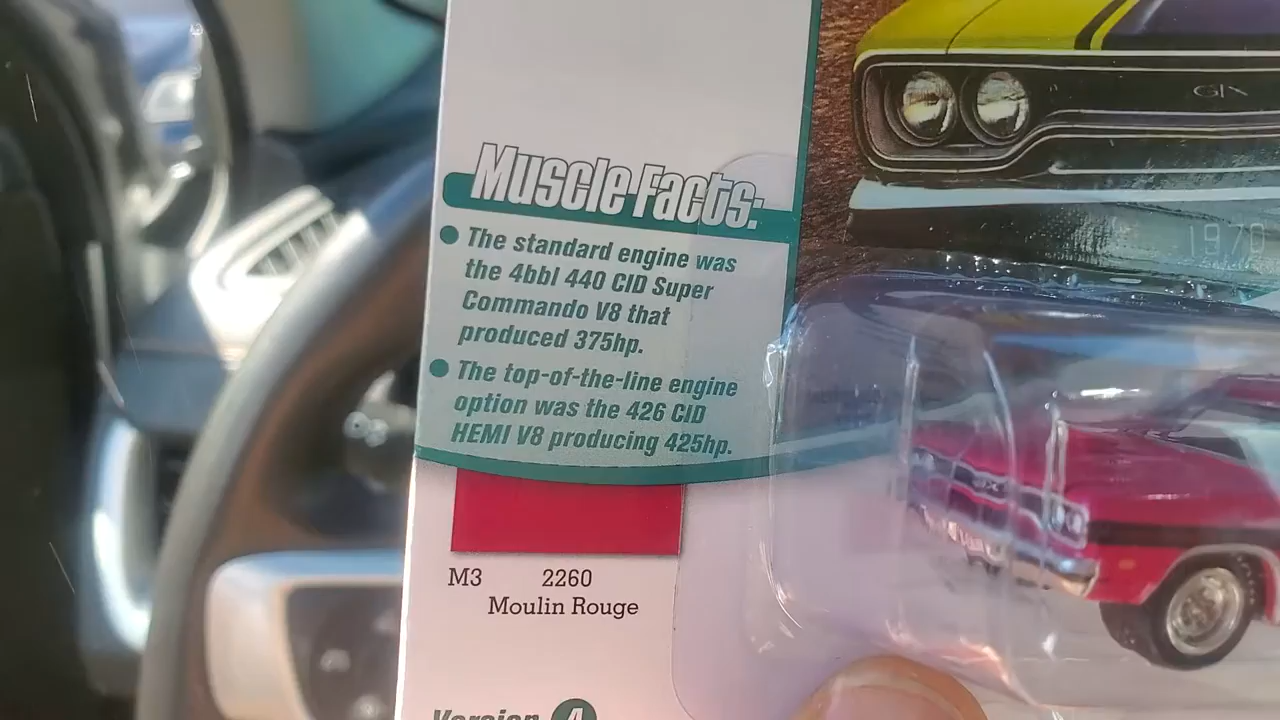 Muscle Facts:
The standard engine was
the 4bbl 440 CID Super
Commando V8 that
produced 375hp.
The top-of-the-line engine
option was the 426 CID
HEMI V8 producing 425hp.
M3 2260
Moulin Rouge
Version A
GTX
1970